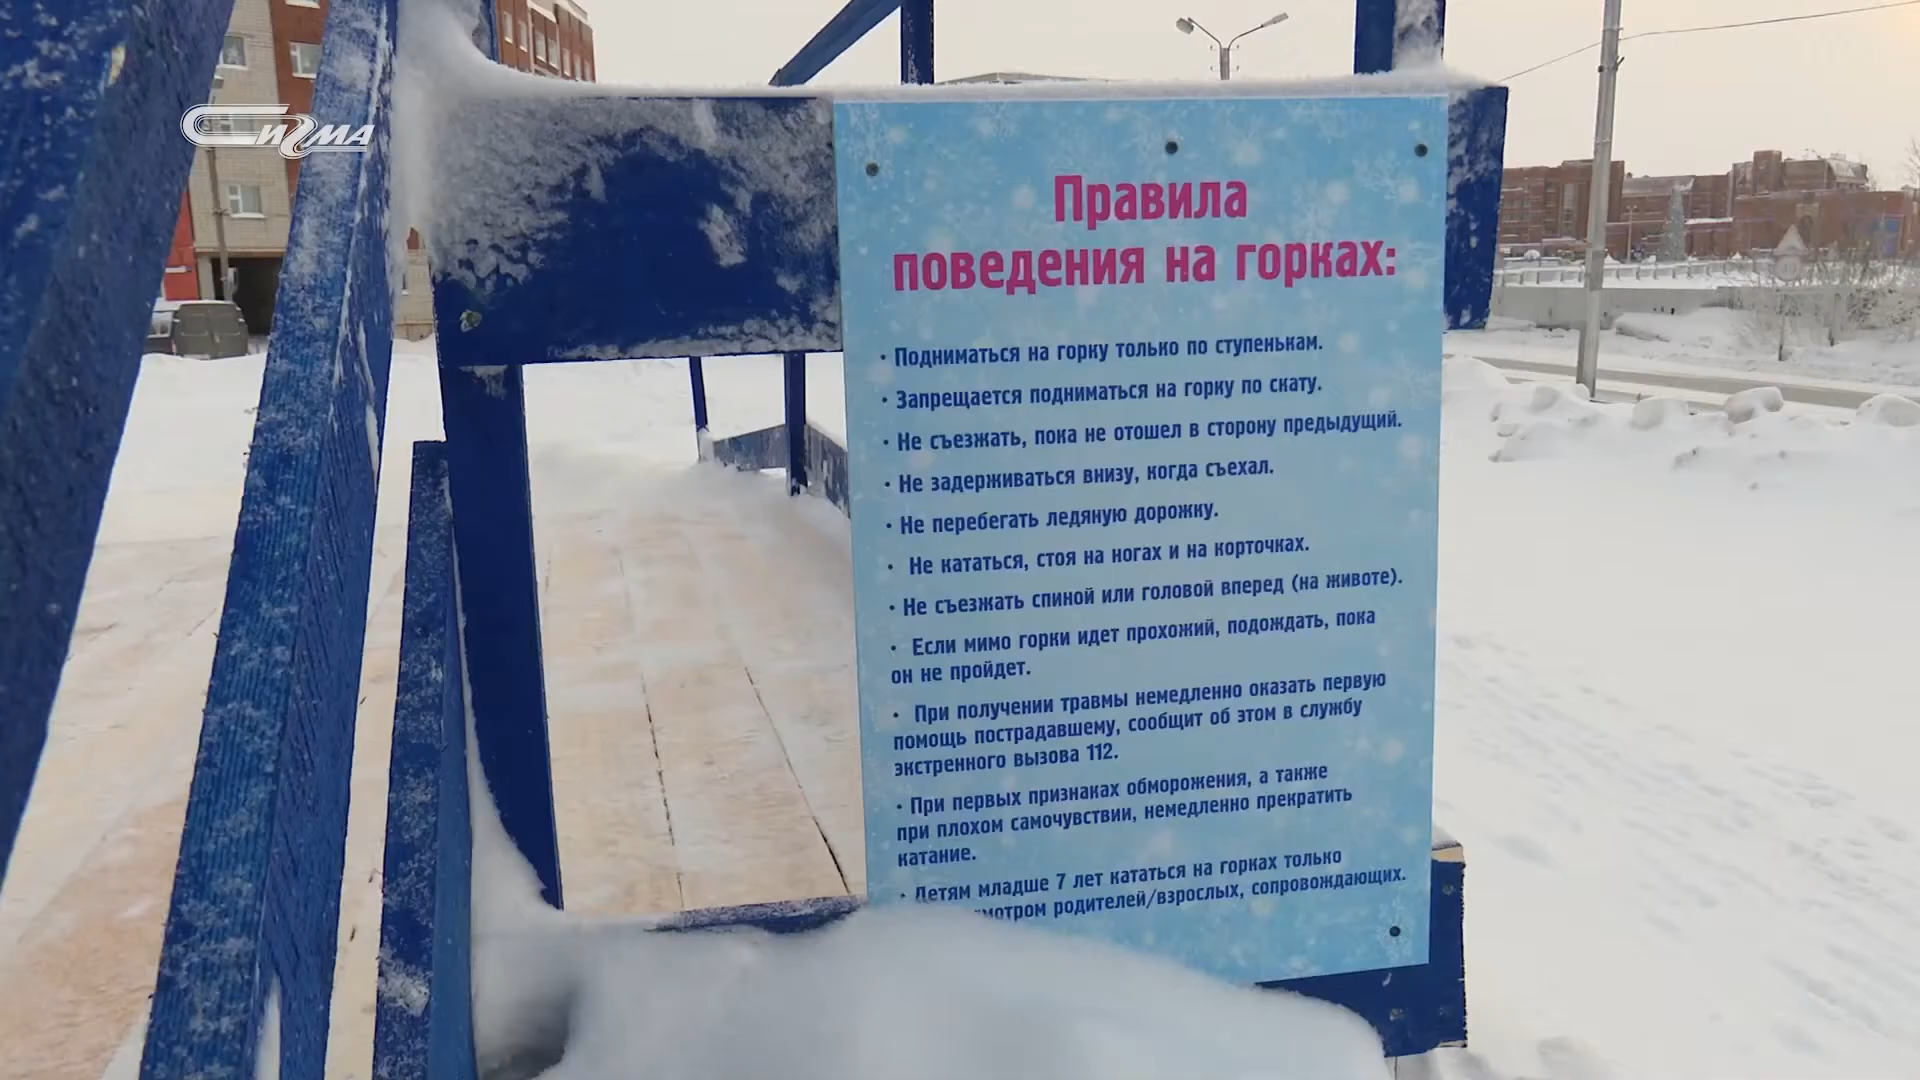 СИГМА
Правила
поведения на горках:
· Подниматься на горку только по ступенькам.
· Запрещается подниматься на горку по скату.
· Не съезжать, пока не отошел в сторону предыдущий.
· Не задерживаться внизу, когда съехал.
· Не перебегать ледяную дорожку.
· Не кататься, стоя на ногах и на корточках.
· Не съезжать спиной или головой вперед (на животе).
· Если мимо горки идет прохожий, подождать, пока
он не пройдет.
· При получении травмы немедленно оказать первую
помощь пострадавшему, сообщит об этом в службу
экстренного вызова 112.
· При первых признаках обморожения, а также
при плохом самочувствии, немедленно прекратить
катание.
· Детям младше 7 лет кататься на горках только
родителей/взрослых, сопровождающих.